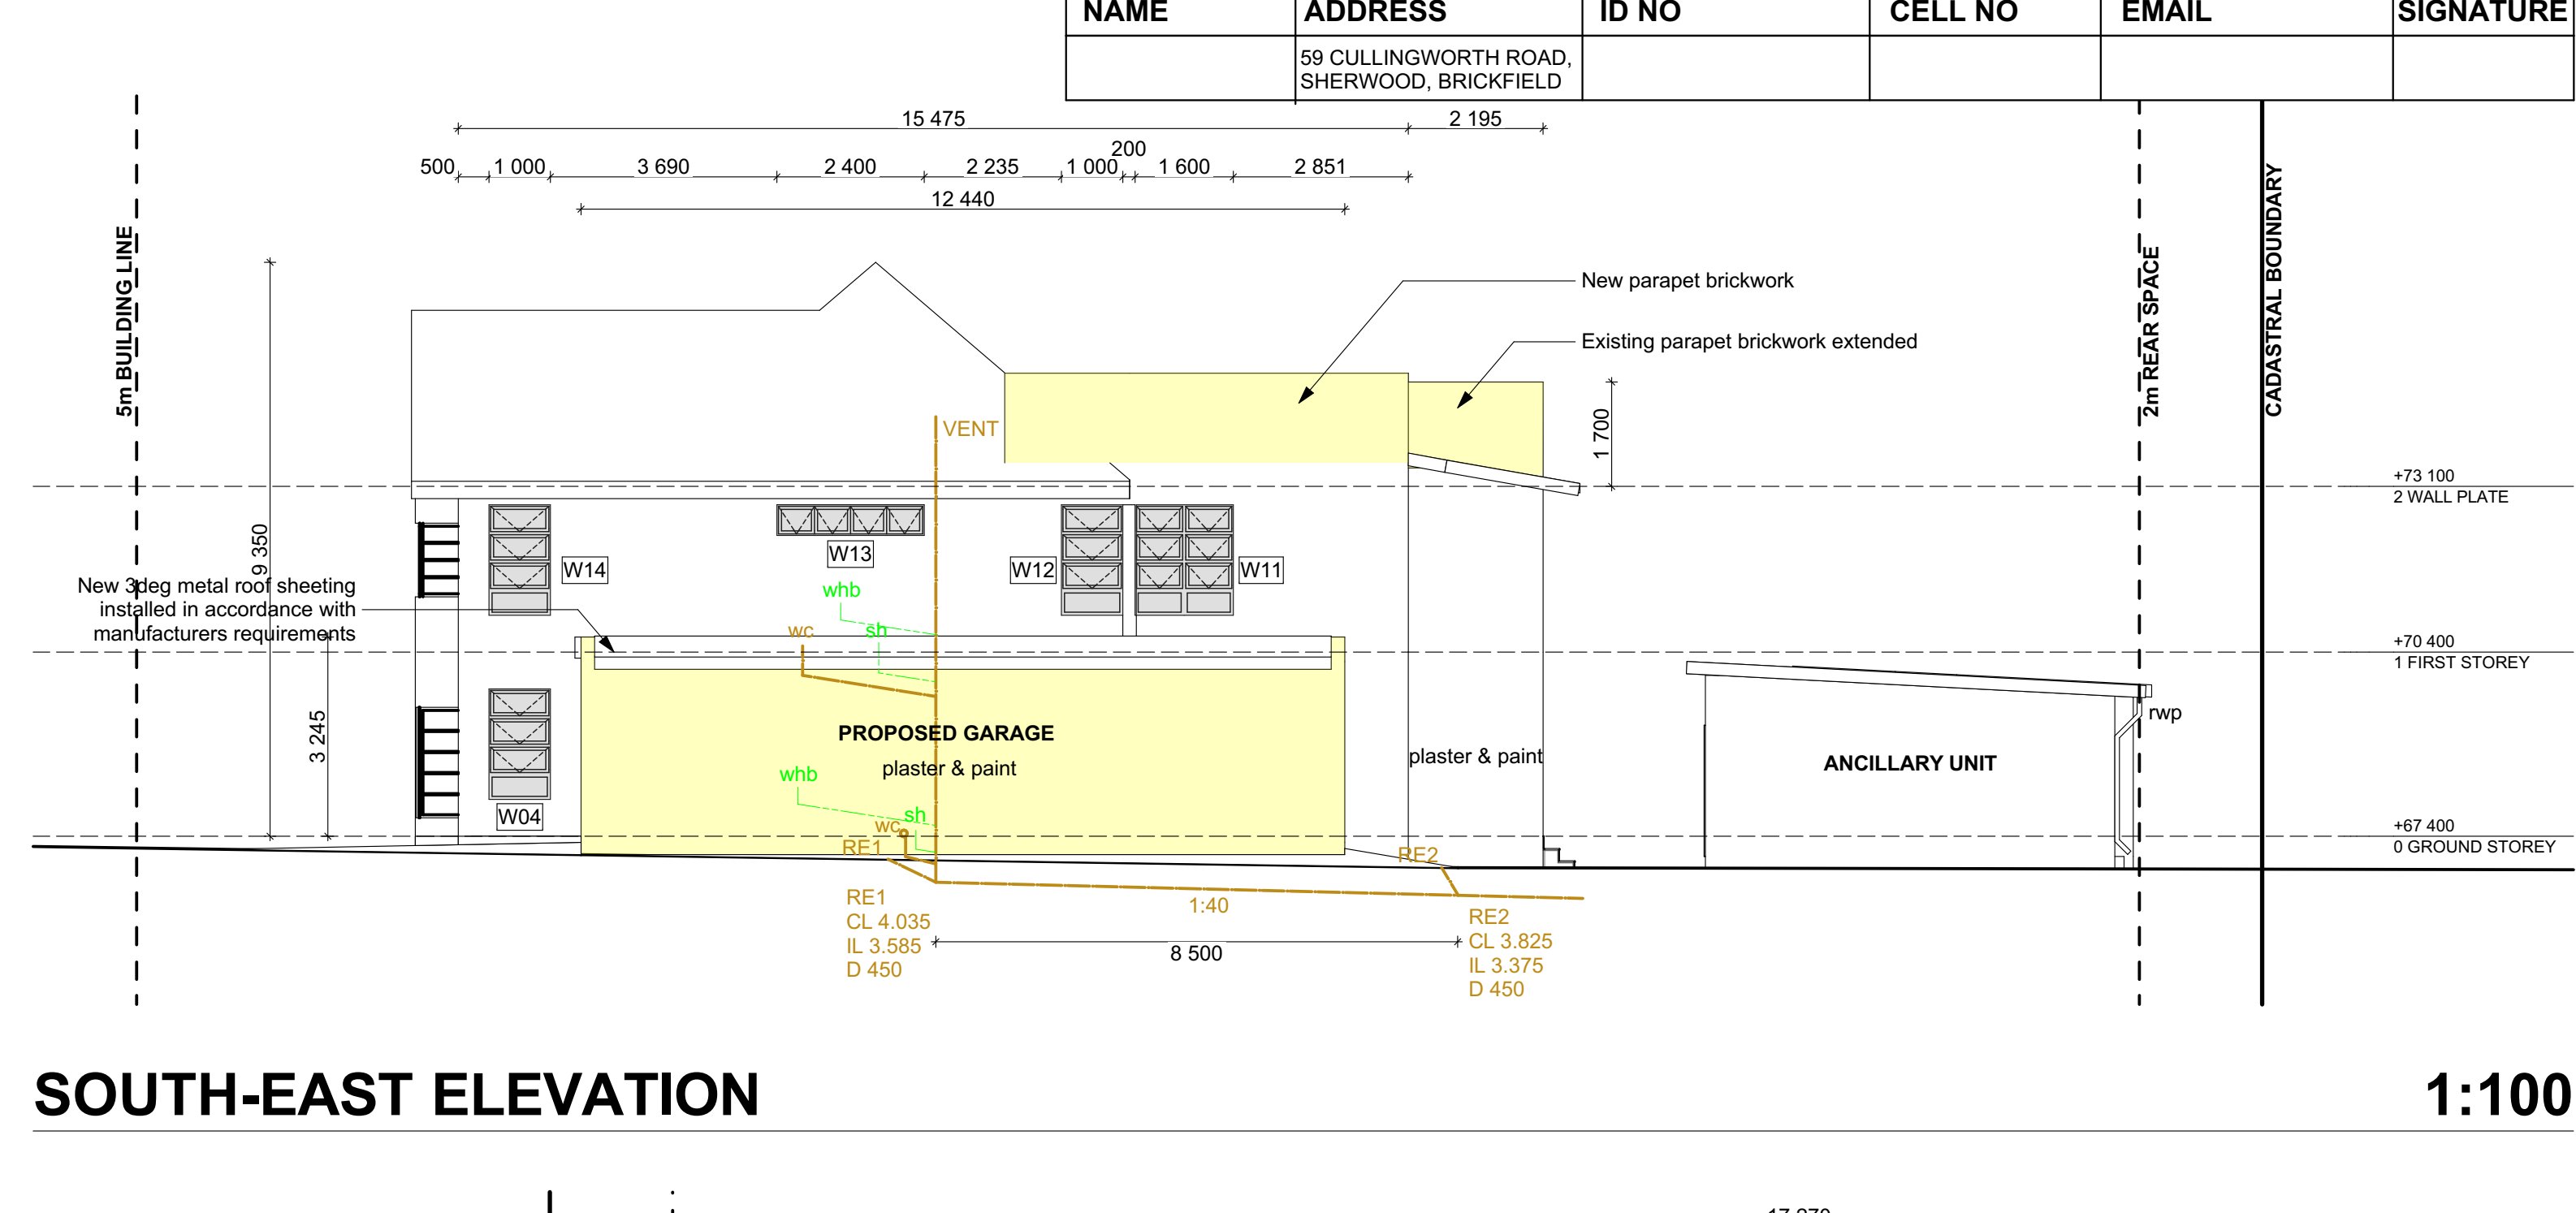 NAME ADDRESS ID NO CELL NO EMAIL SIGNATURE
59 CULLINGWORTH ROAD,
SHERWOOD, BRICKFIELD
15 475 2 195
200
500 1 000 3 690 2 400 2 235 1 000 1 600 2 851
12 440
5m BUILDING LINE
2m REAR SPACE
CADASTRAL BOUNDARY
New parapet brickwork
Existing parapet brickwork extended
1 700
VENT
+73 100
2 WALL PLATE
9 350
W14
W13
W12
W11
New 3deg metal roof sheeting
installed in accordance with
manufacturers requirements
whb
wc
sh
+70 400
1 FIRST STOREY
3 245
rwp
PROPOSED GARAGE
plaster & paint
plaster & paint
ANCILLARY UNIT
whb
sh
wc
W04
+67 400
0 GROUND STOREY
RE1
RE2
RE1
CL 4.035
IL 3.585
D 450
1:40
8 500
RE2
CL 3.825
IL 3.375
D 450
SOUTH-EAST ELEVATION 1:100